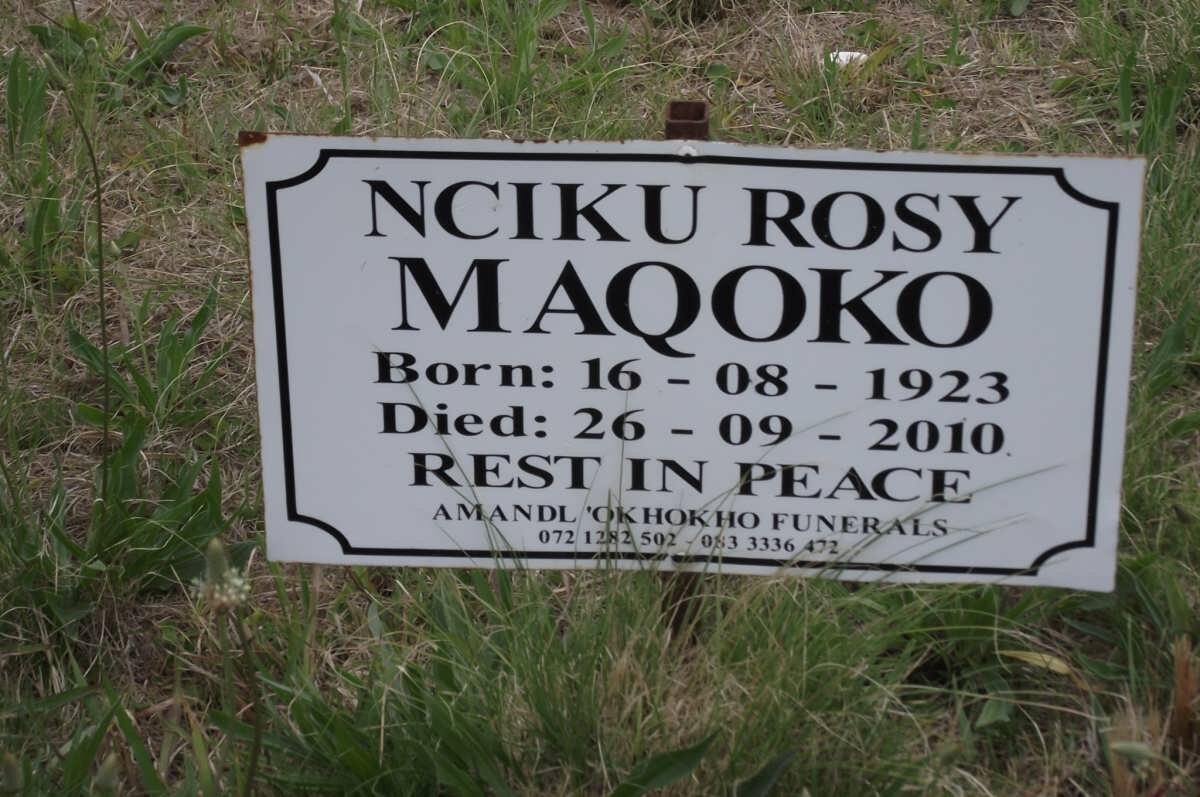 NCIKU ROSY
MAQOKO
Born: 16 - 08 - 1923
Died: 26 - 09 - 2010
REST IN PEACE
AMANDL 'OKHOKHO FUNERALS
072 1282 502 - 083 3336 472